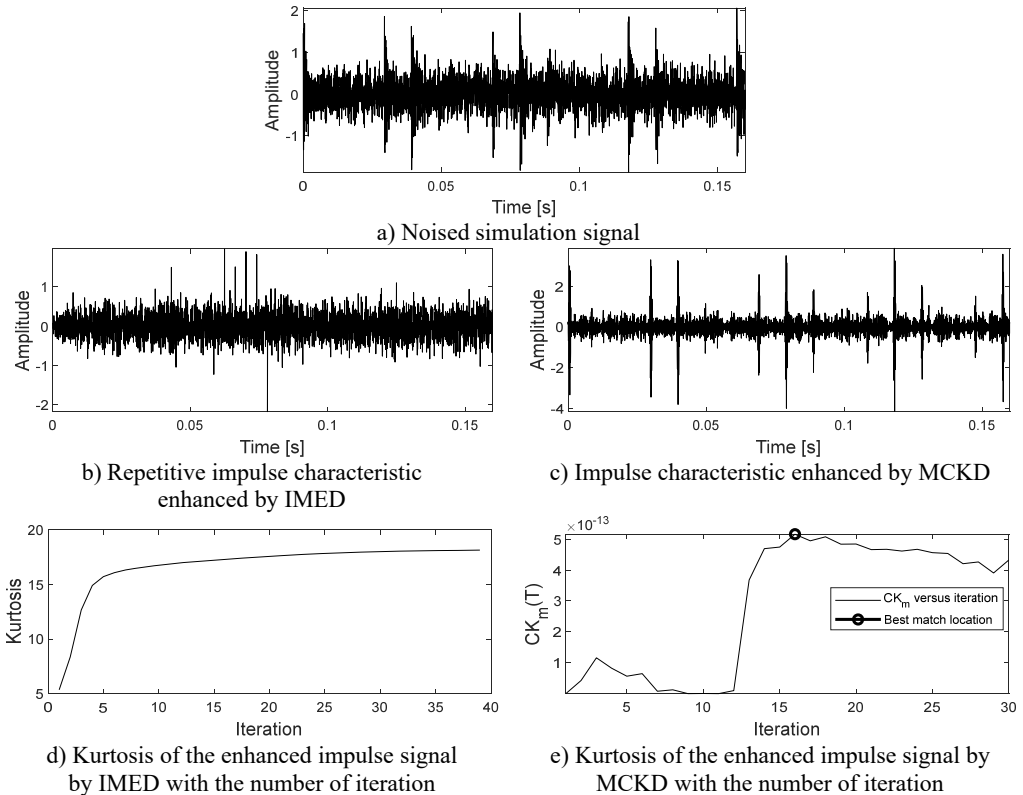 2
1
0
-1
Amplitude
0
0.05
0.1
0.15
Time [s]
a) Noised simulation signal
1
0
-1
-2
Amplitude
0
0.05
0.1
0.15
Time [s]
b) Repetitive impulse characteristic
enhanced by IMED
2
0
-2
-4
Amplitude
0
0.05
0.1
0.15
Time [s]
c) Impulse characteristic enhanced by MCKD
20
15
10
5
Kurtosis
0
5
10
15
20
25
30
35
40
Iteration
d) Kurtosis of the enhanced impulse signal
by IMED with the number of iteration
×10-13
5
4
3
2
1
CKm(T)
CKm versus iteration
Best match location
5
10
15
20
25
30
Iteration
e) Kurtosis of the enhanced impulse signal by
MCKD with the number of iteration